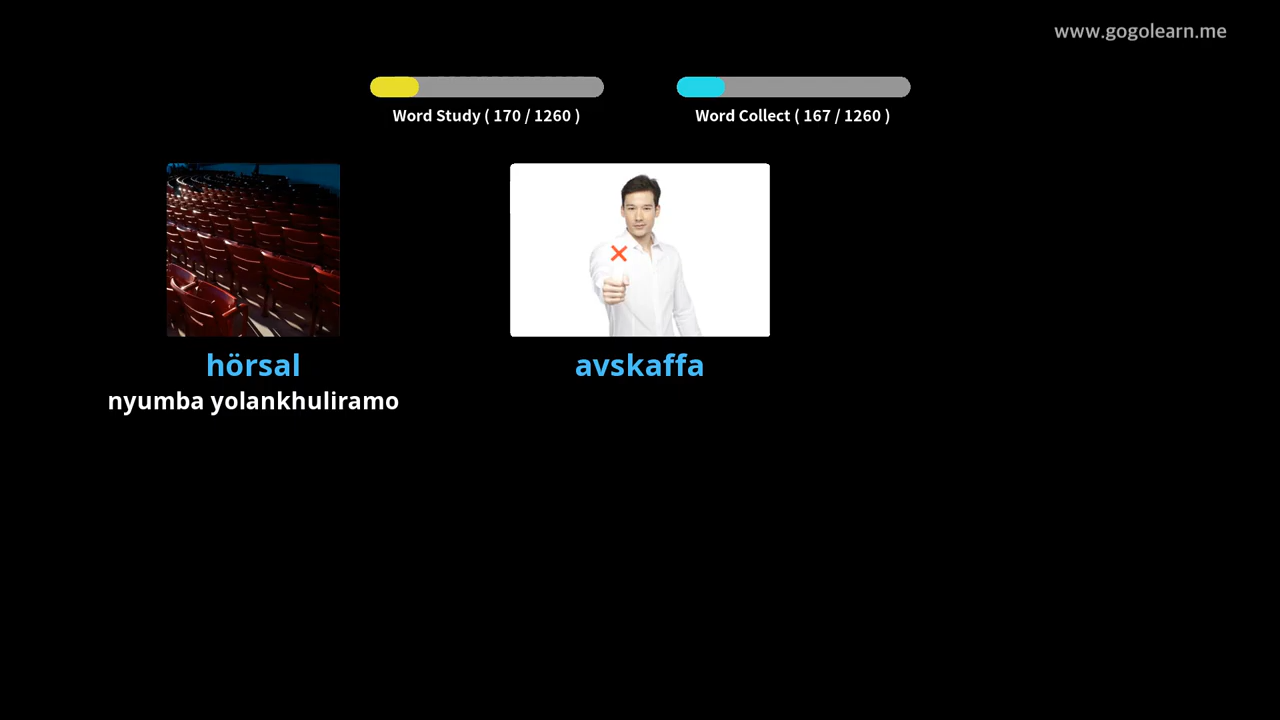 www.gogolearn.me
Word Study ( 170 / 1260 )
Word Collect ( 167 / 1260 )
hörsal
nyumba yolankhuliramo
avskaffa